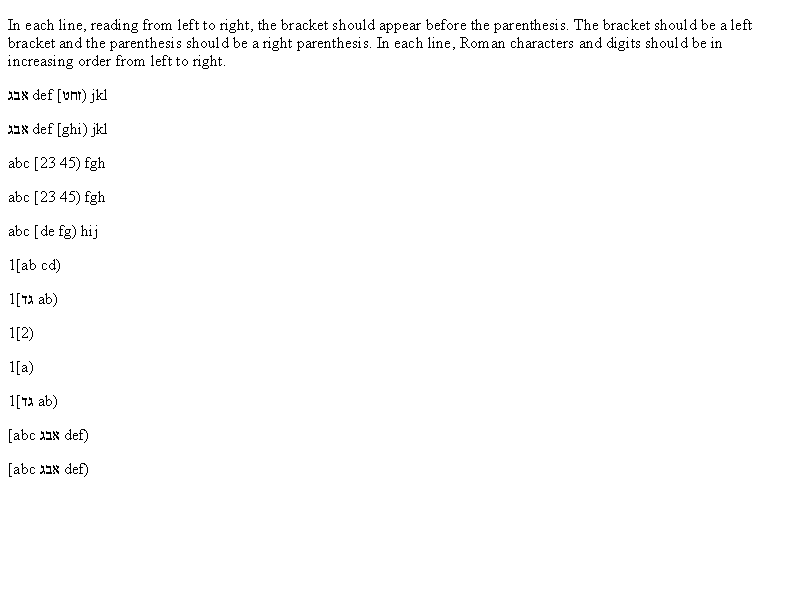 In each line, reading from left to right, the bracket should appear before the parenthesis. The bracket should be a left
bracket and the parenthesis should be a right parenthesis. In each line, Roman characters and digits should be in
increasing order from left to right.
אבג def [זחט) jkl
אבג def [ghi) jkl
abc [23 45) fgh
abc [23 45) fgh
abc [de fg) hij
1[ab cd)
1[גד ab)
1[2)
1[a)
1[גד ab)
[abc אבג def)
[abc אבג def)